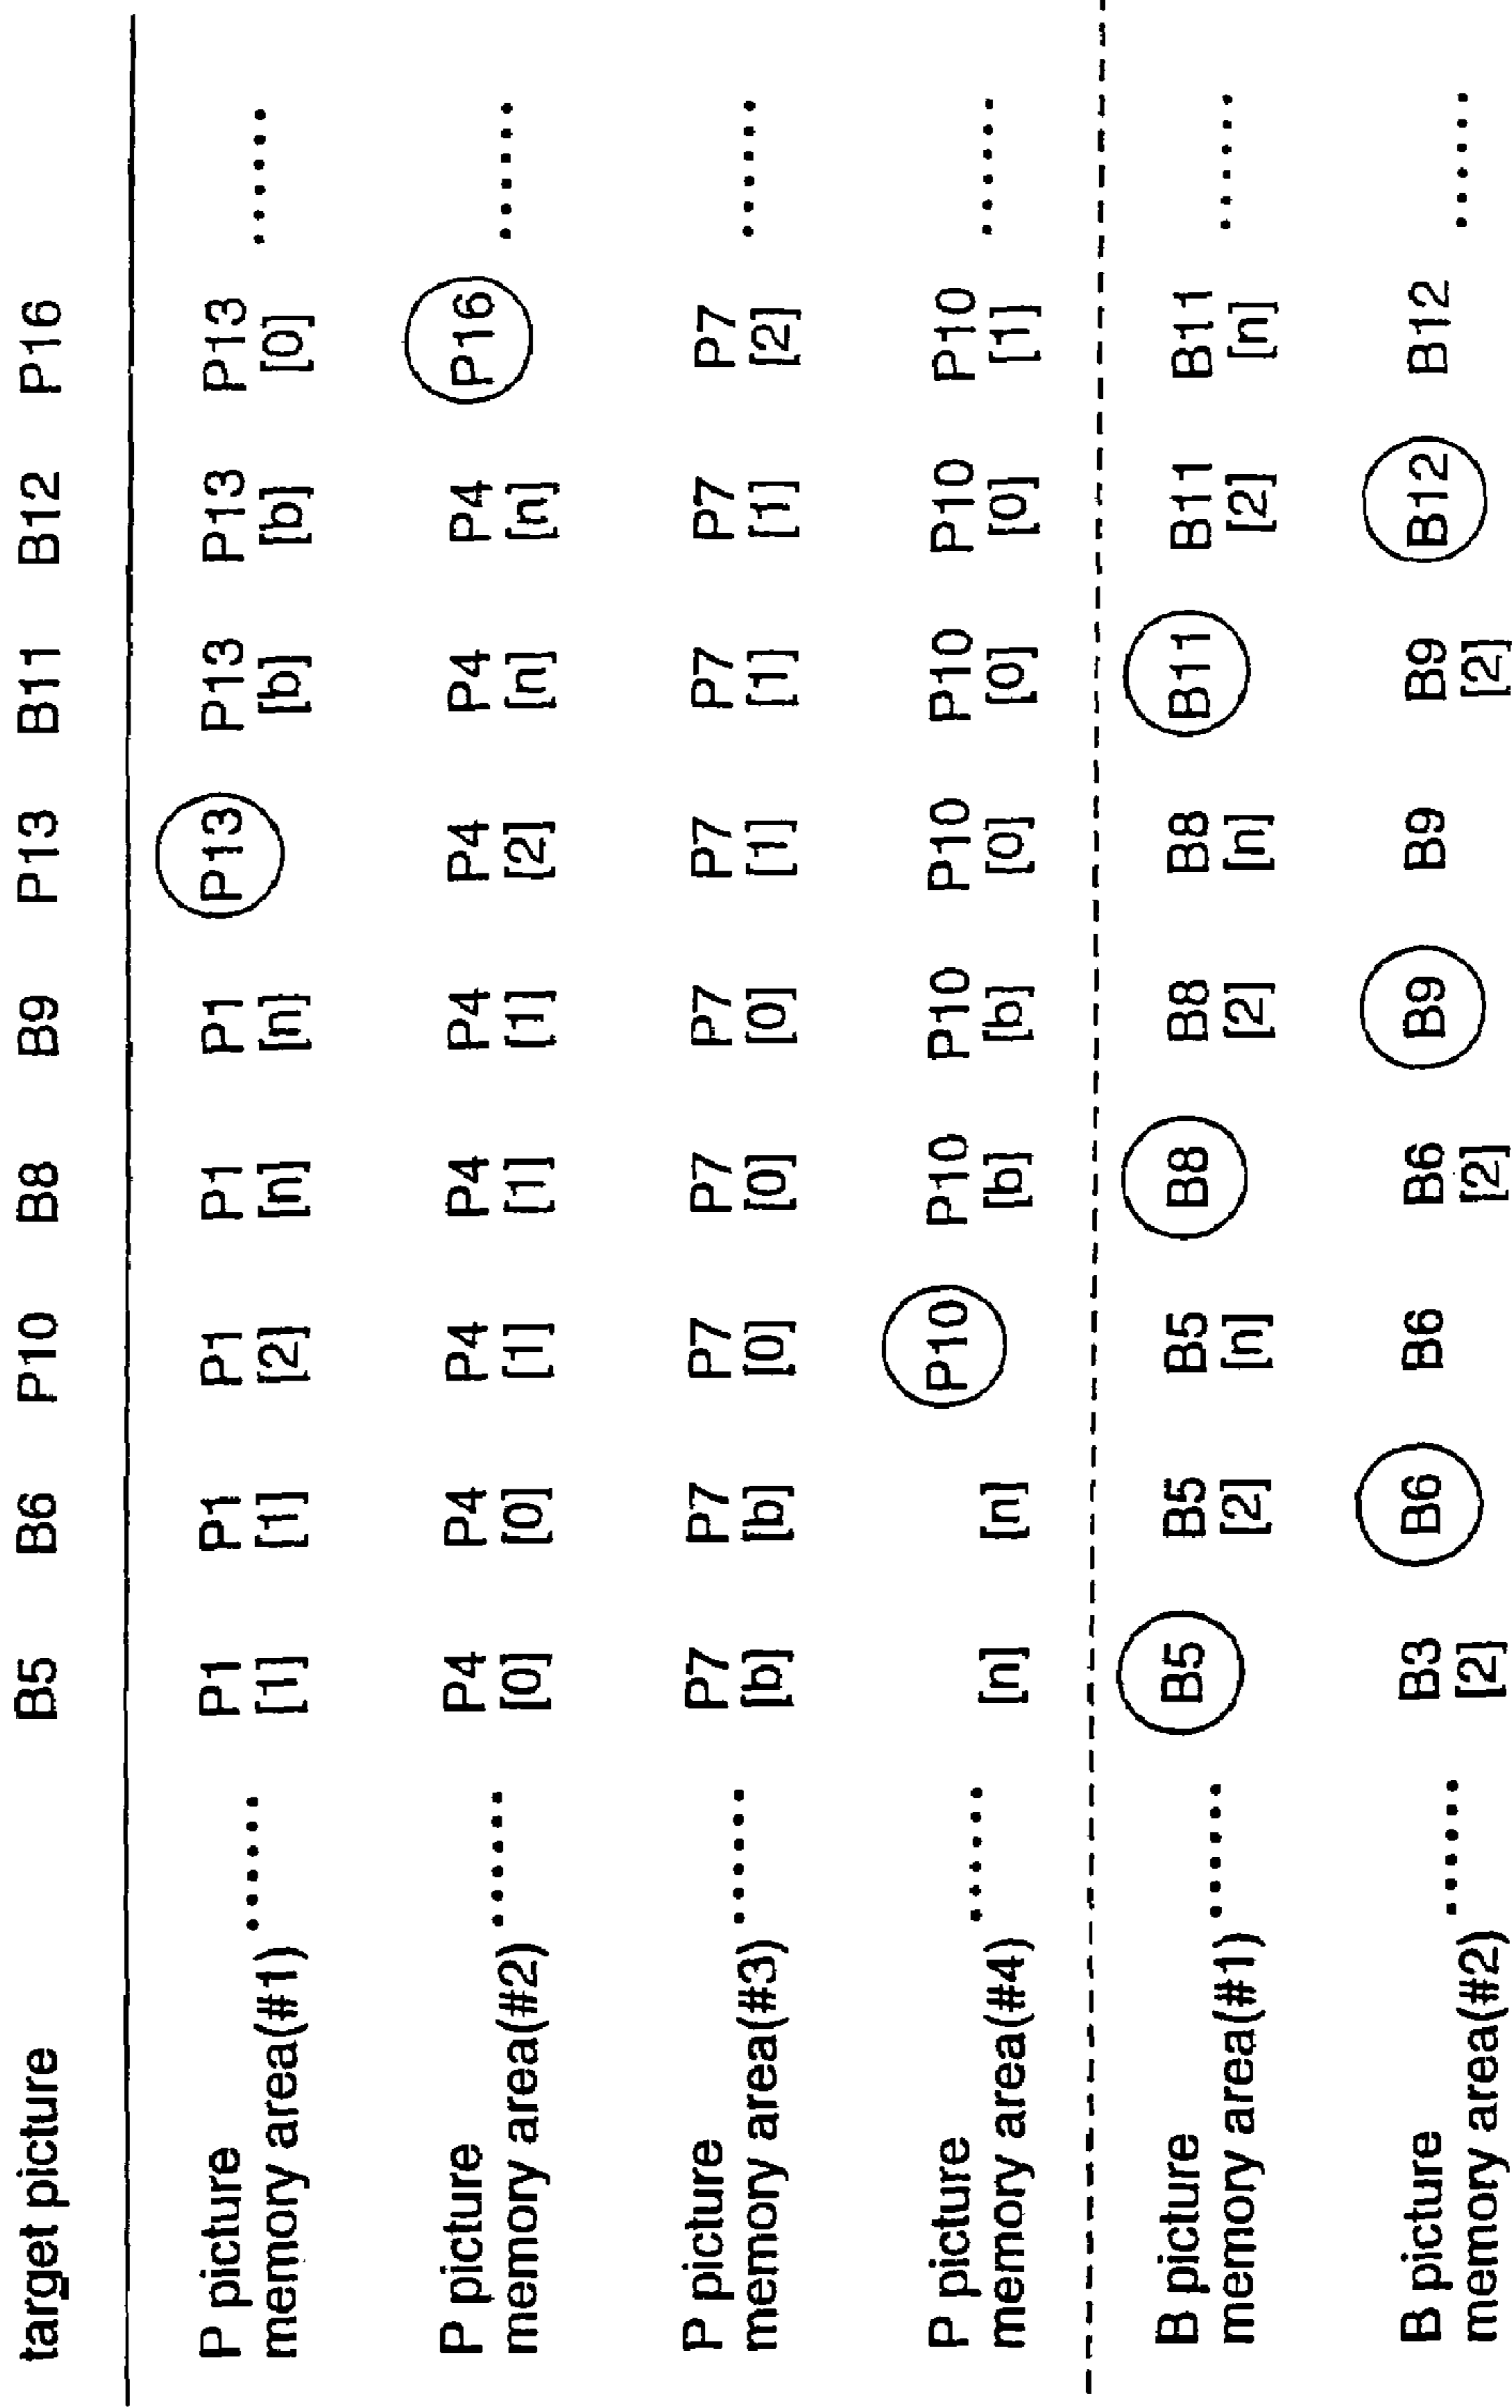 target picture B5 B6 P10 B8 B9 P13 B11 B12 P16
P picture P1 P1 P1 P1 P1 P13 P13 P13 P13
memory area(#1) ...... [1] [1] [2] [n] [n] [b] [b] [0] ......
P picture P4 P4 P4 P4 P4 P4 P4 P4 P16
memory area(#2) ...... [0] [0] [1] [1] [1] [2] [n] [n] ......
P picture P7 P7 P7 P7 P7 P7 P7 P7 P7
memory area(#3) ...... [b] [b] [0] [0] [0] [1] [1] [1] [2] ......
P picture P10 P10 P10 P10 P10 P10 P10
memory area(#4) ...... [n] [n] [b] [b] [0] [0] [0] [1] ......
B picture B5 B5 B5 B8 B8 B8 B11 B11 B11
memory area(#1) ...... [2] [n] [2] [n] [2] [n] ......
B picture B3 B6 B6 B6 B9 B9 B9 B12 B12
memory area(#2) ...... [2] [2] [2] ......